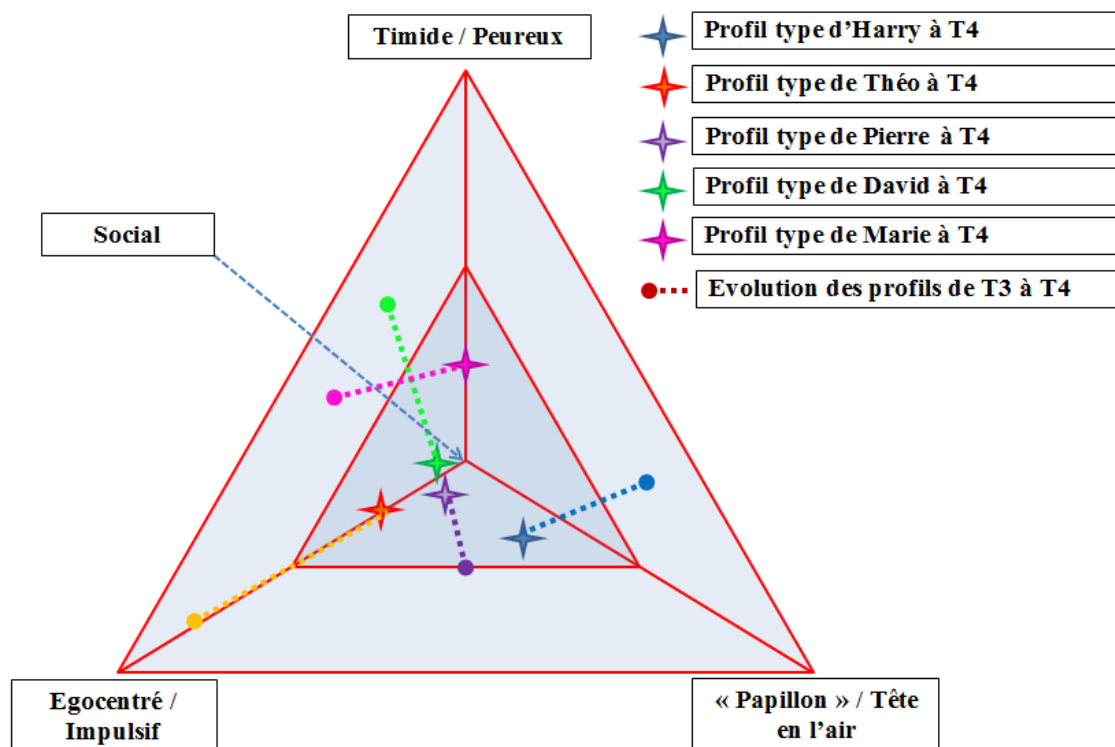 Timide / Peureux
Profil type d’Harry à T4
Profil type de Théo à T4
Profil type de Pierre à T4
Profil type de David à T4
Profil type de Marie à T4
Evolution des profils de T3 à T4
Social
Egocentré /
Impulsif
« Papillon » / Tête
en l’air